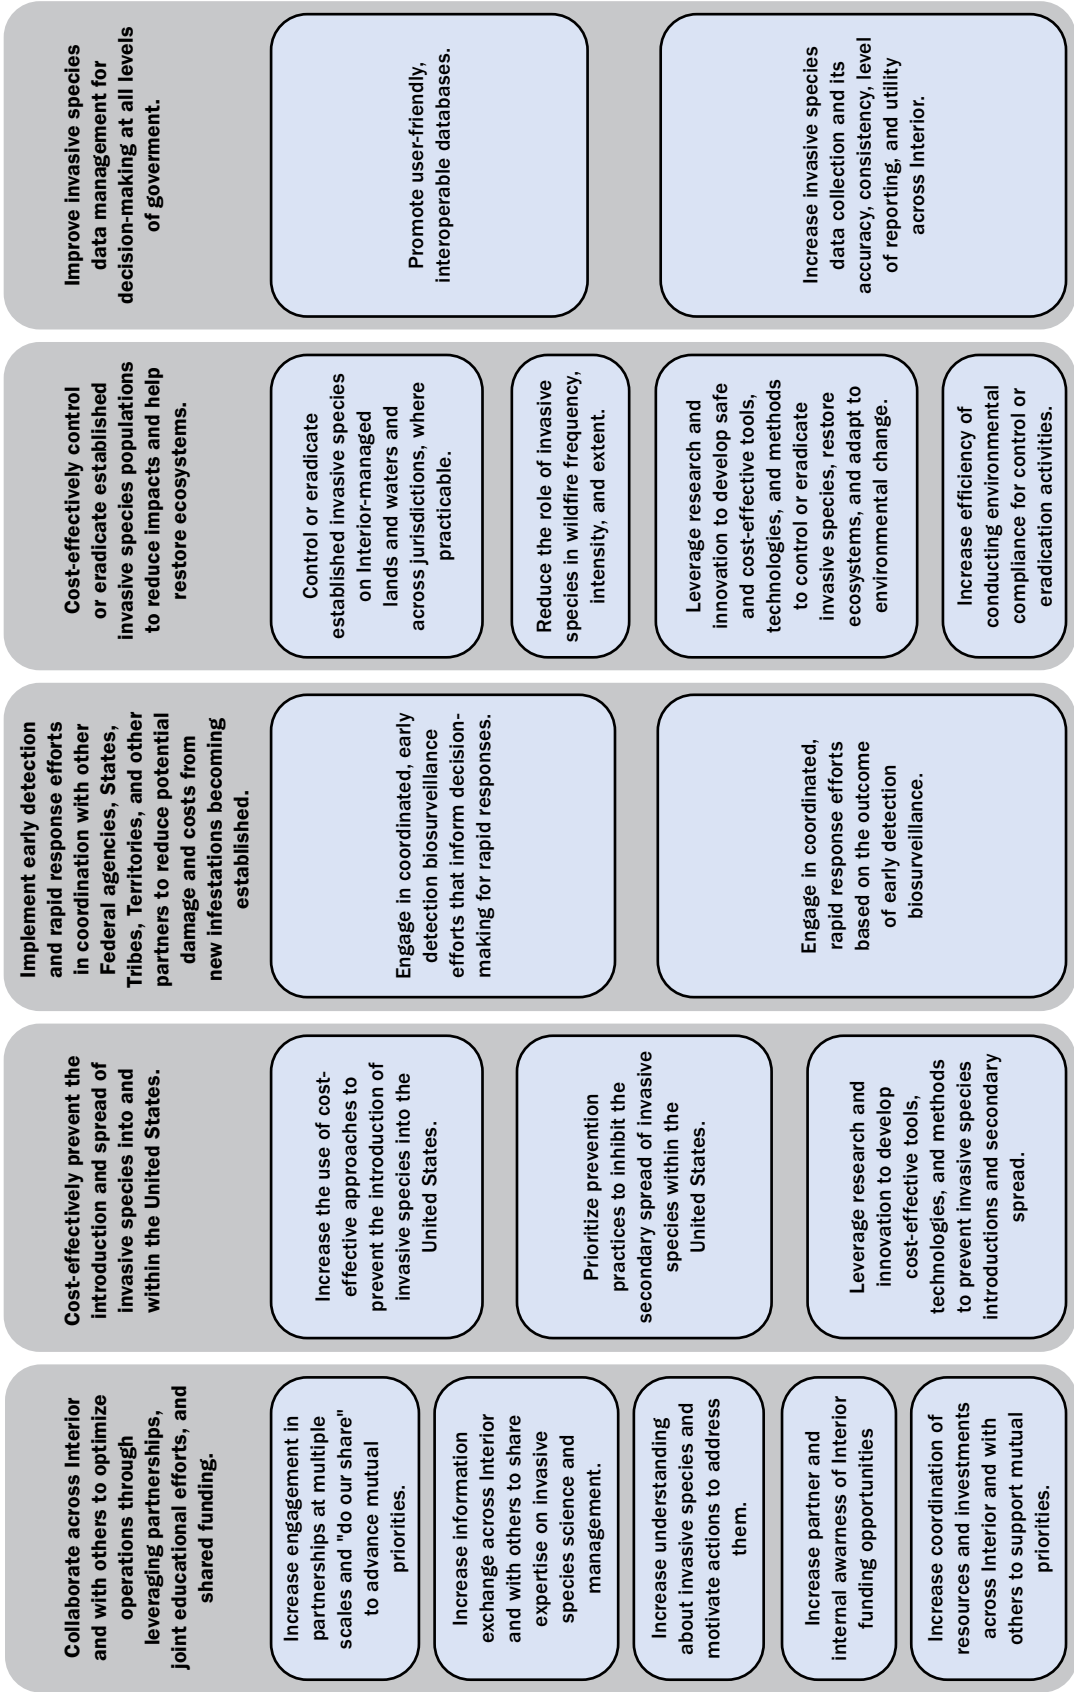 Collaborate across Interior
and with others to optimize
operations through
leveraging partnerships,
joint educational efforts, and
shared funding.
Increase engagement in
partnerships at multiple
scales and "do our share"
to advance mutual
priorities.
Increase information
exchange across Interior
and with others to share
expertise on invasive
species science and
management.
Increase understanding
about invasive species and
motivate actions to address
them.
Increase partner and
internal awarness of Interior
funding opportunities
Increase coordination of
resources and investments
across Interior and with
others to support mutual
priorities.
Cost-effectively prevent the
introduction and spread of
invasive species into and
within the United States.
Increase the use of cost-
effective approaches to
prevent the introduction of
invasive species into the
United States.
Prioritize prevention
practices to inhibit the
secondary spread of invasive
species within the
United States.
Leverage research and
innovation to develop
cost-effective tools,
technologies, and methods
to prevent invasive species
introductions and secondary
spread.
Implement early detection
and rapid response efforts
in coordination with other
Federal agencies, States,
Tribes, Territories, and other
partners to reduce potential
damage and costs from
new infestations becoming
established.
Engage in coordinated, early
detection biosurveillance
efforts that inform decision-
making for rapid responses.
Engage in coordinated,
rapid response efforts
based on the outcome
of early detection
biosurveillance.
Cost-effectively control
or eradicate established
invasive species populations
to reduce impacts and help
restore ecosystems.
Control or eradicate
established invasive species
on Interior-managed
lands and waters and
across jurisdictions, where
practicable.
Reduce the role of invasive
species in wildfire frequency,
intensity, and extent.
Leverage research and
innovation to develop safe
and cost-effective tools,
technologies, and methods
to control or eradicate
invasive species, restore
ecosystems, and adapt to
environmental change.
Increase efficiency of
conducting environmental
compliance for control or
eradication activities.
Improve invasive species
data management for
decision-making at all levels
of goverment.
Promote user-friendly,
interoperable databases.
Increase invasive species
data collection and its
accuracy, consistency, level
of reporting, and utility
across Interior.